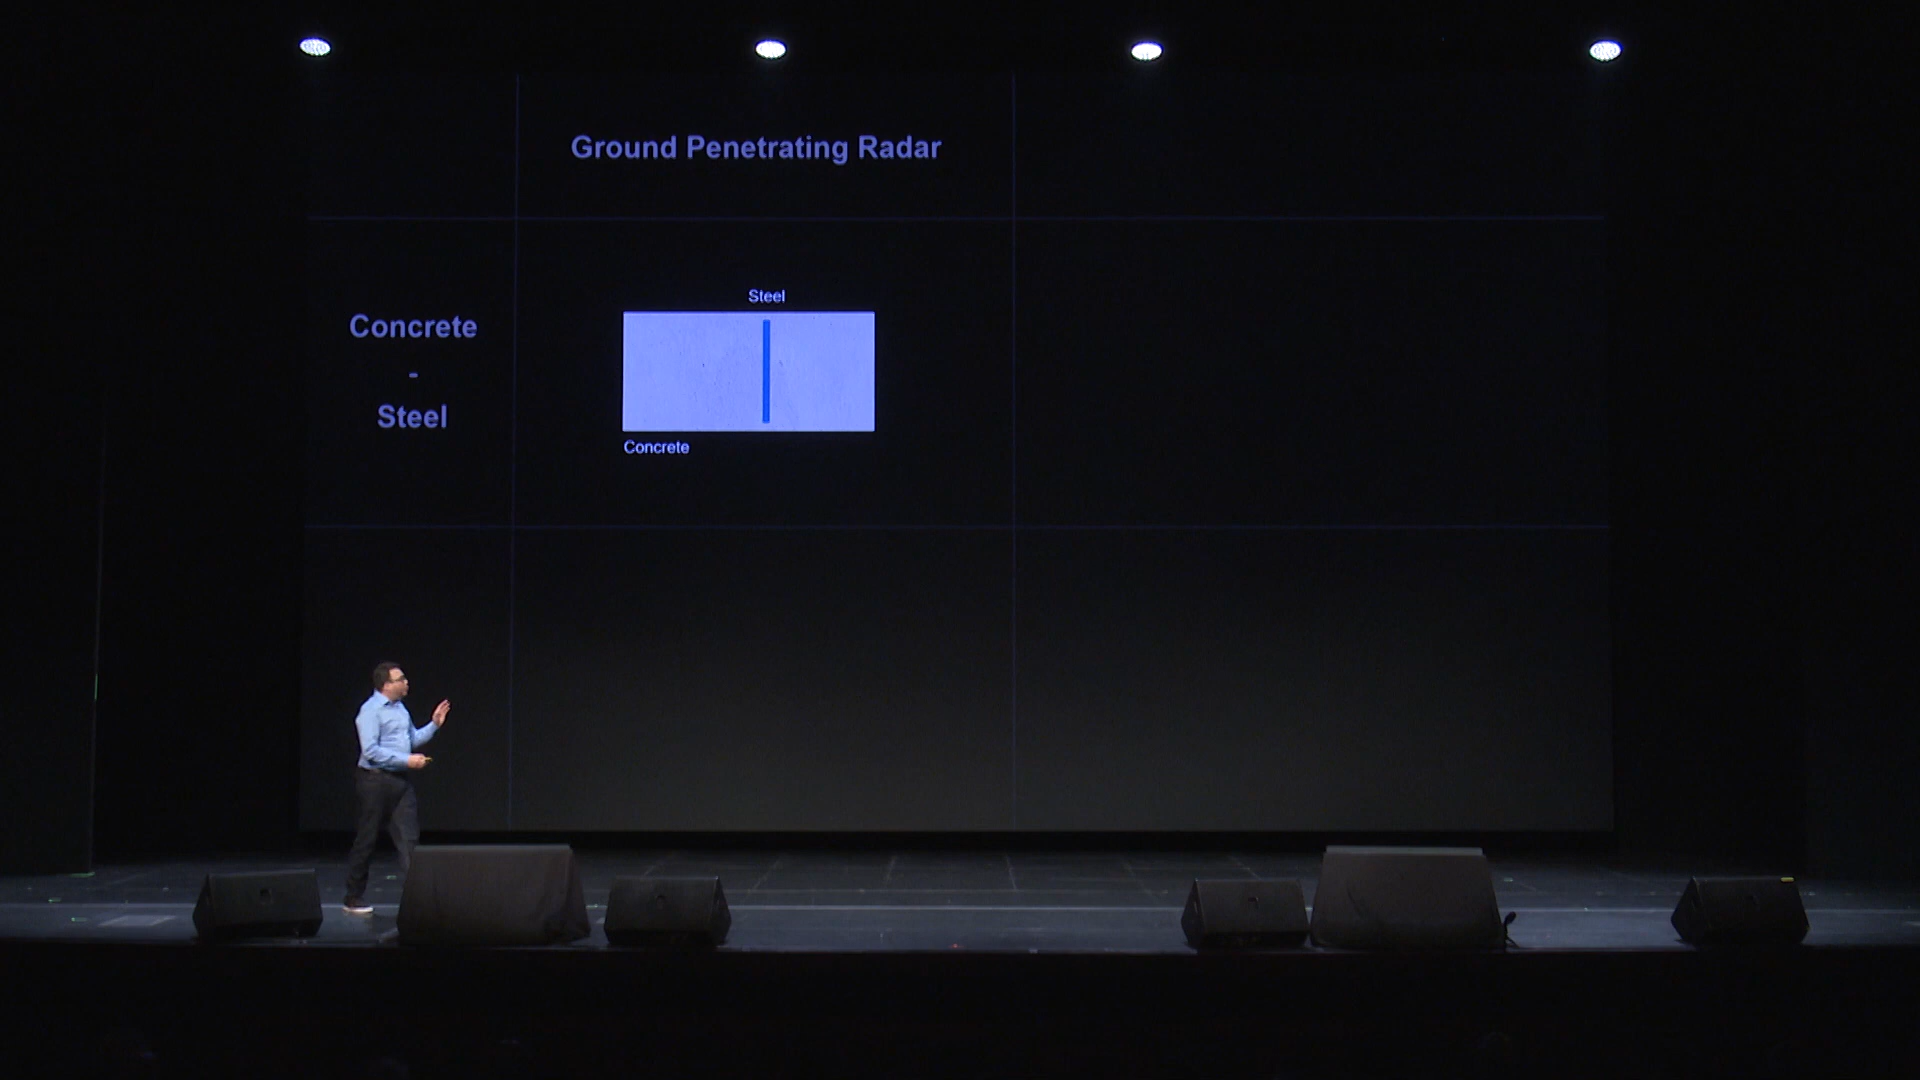 Ground Penetrating Radar
Concrete
-
Steel
Steel
Concrete